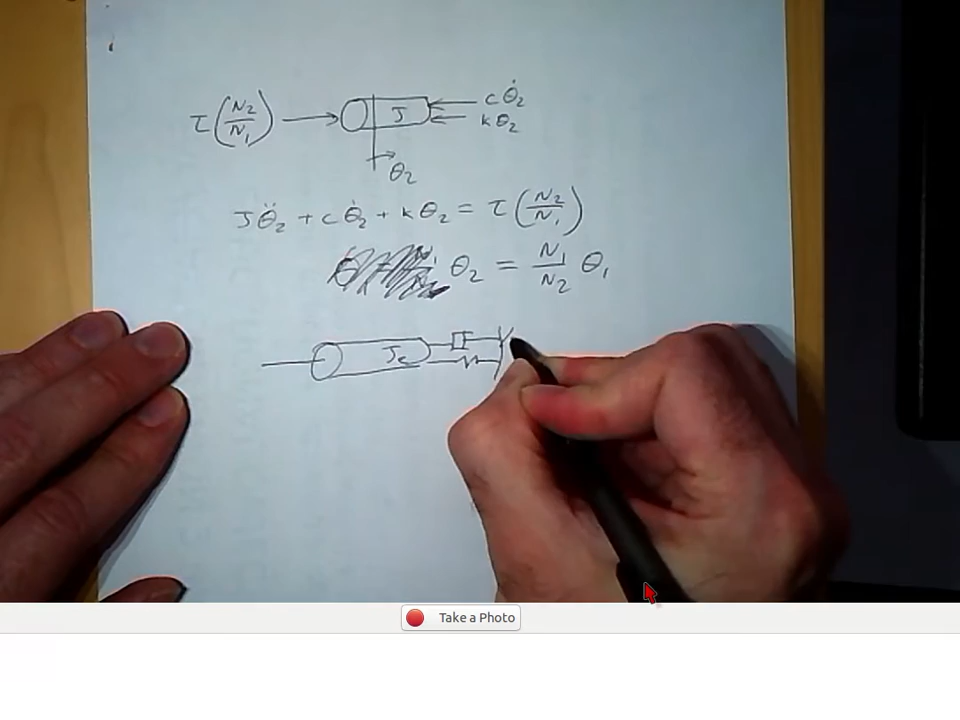 τ(N₂/N₁) J cθ̇₂
kθ₂
θ₂
Jθ̈₂ + cθ̇₂ + kθ₂ = τ(N₂/N₁)
θ₂ = N₁/N₂ θ₁
Jₑ
Take a Photo